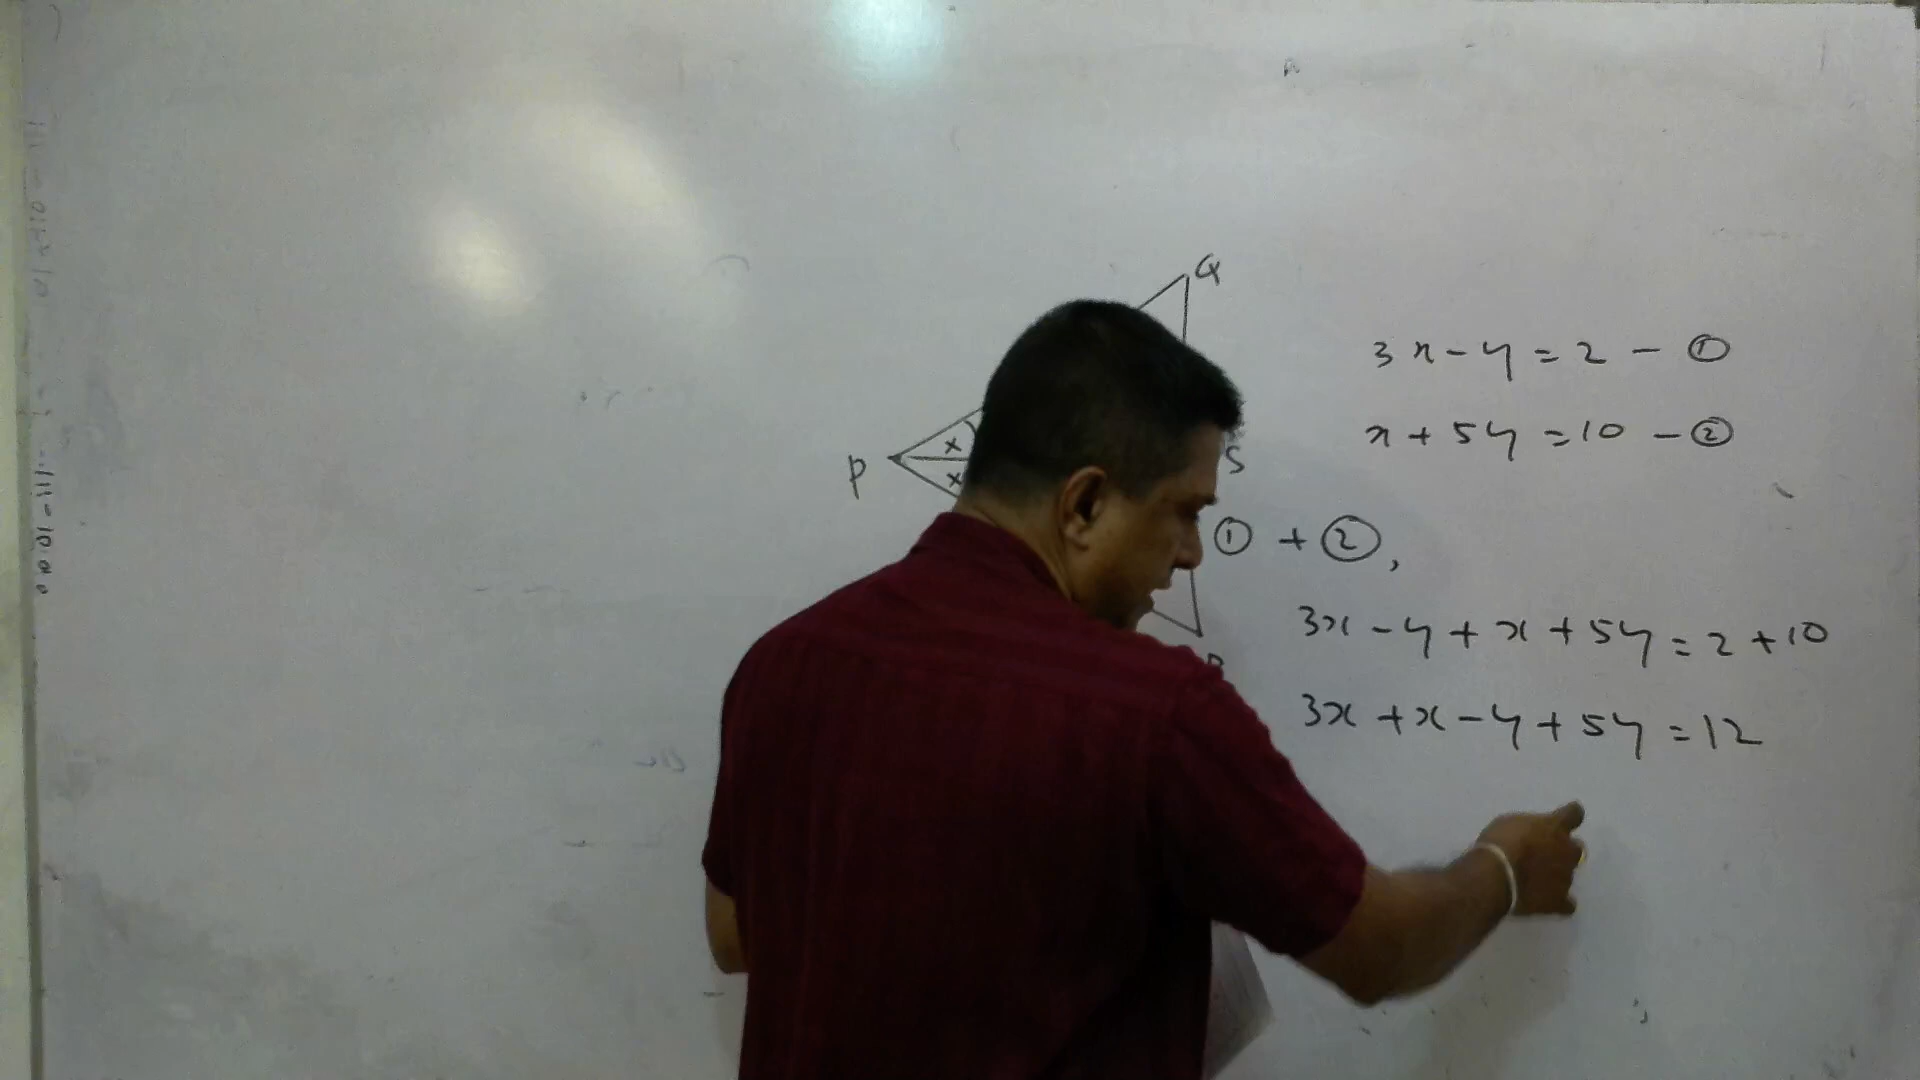 Q
3x - y = 2 - ①
x + 5y = 10 - ②
x
P
x
S
① + ②,
3x - y + x + 5y = 2 + 10
3x + x - y + 5y = 12